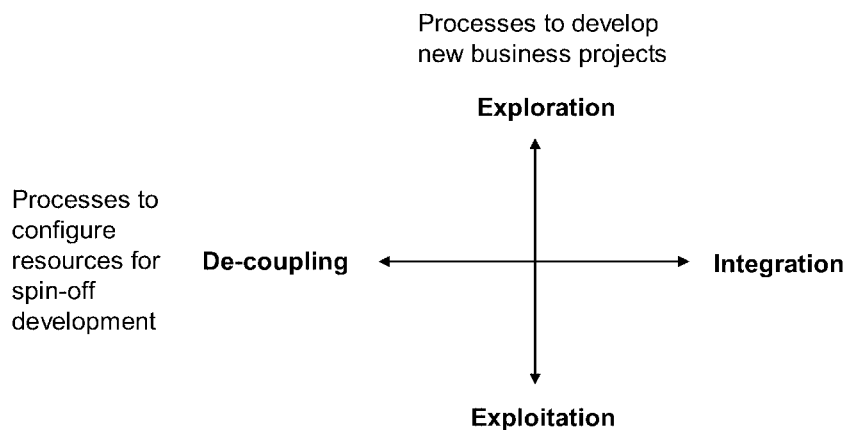 Processes to develop
new business projects
Exploration
Processes to
configure
resources for
spin-off
development
De-coupling
Integration
Exploitation